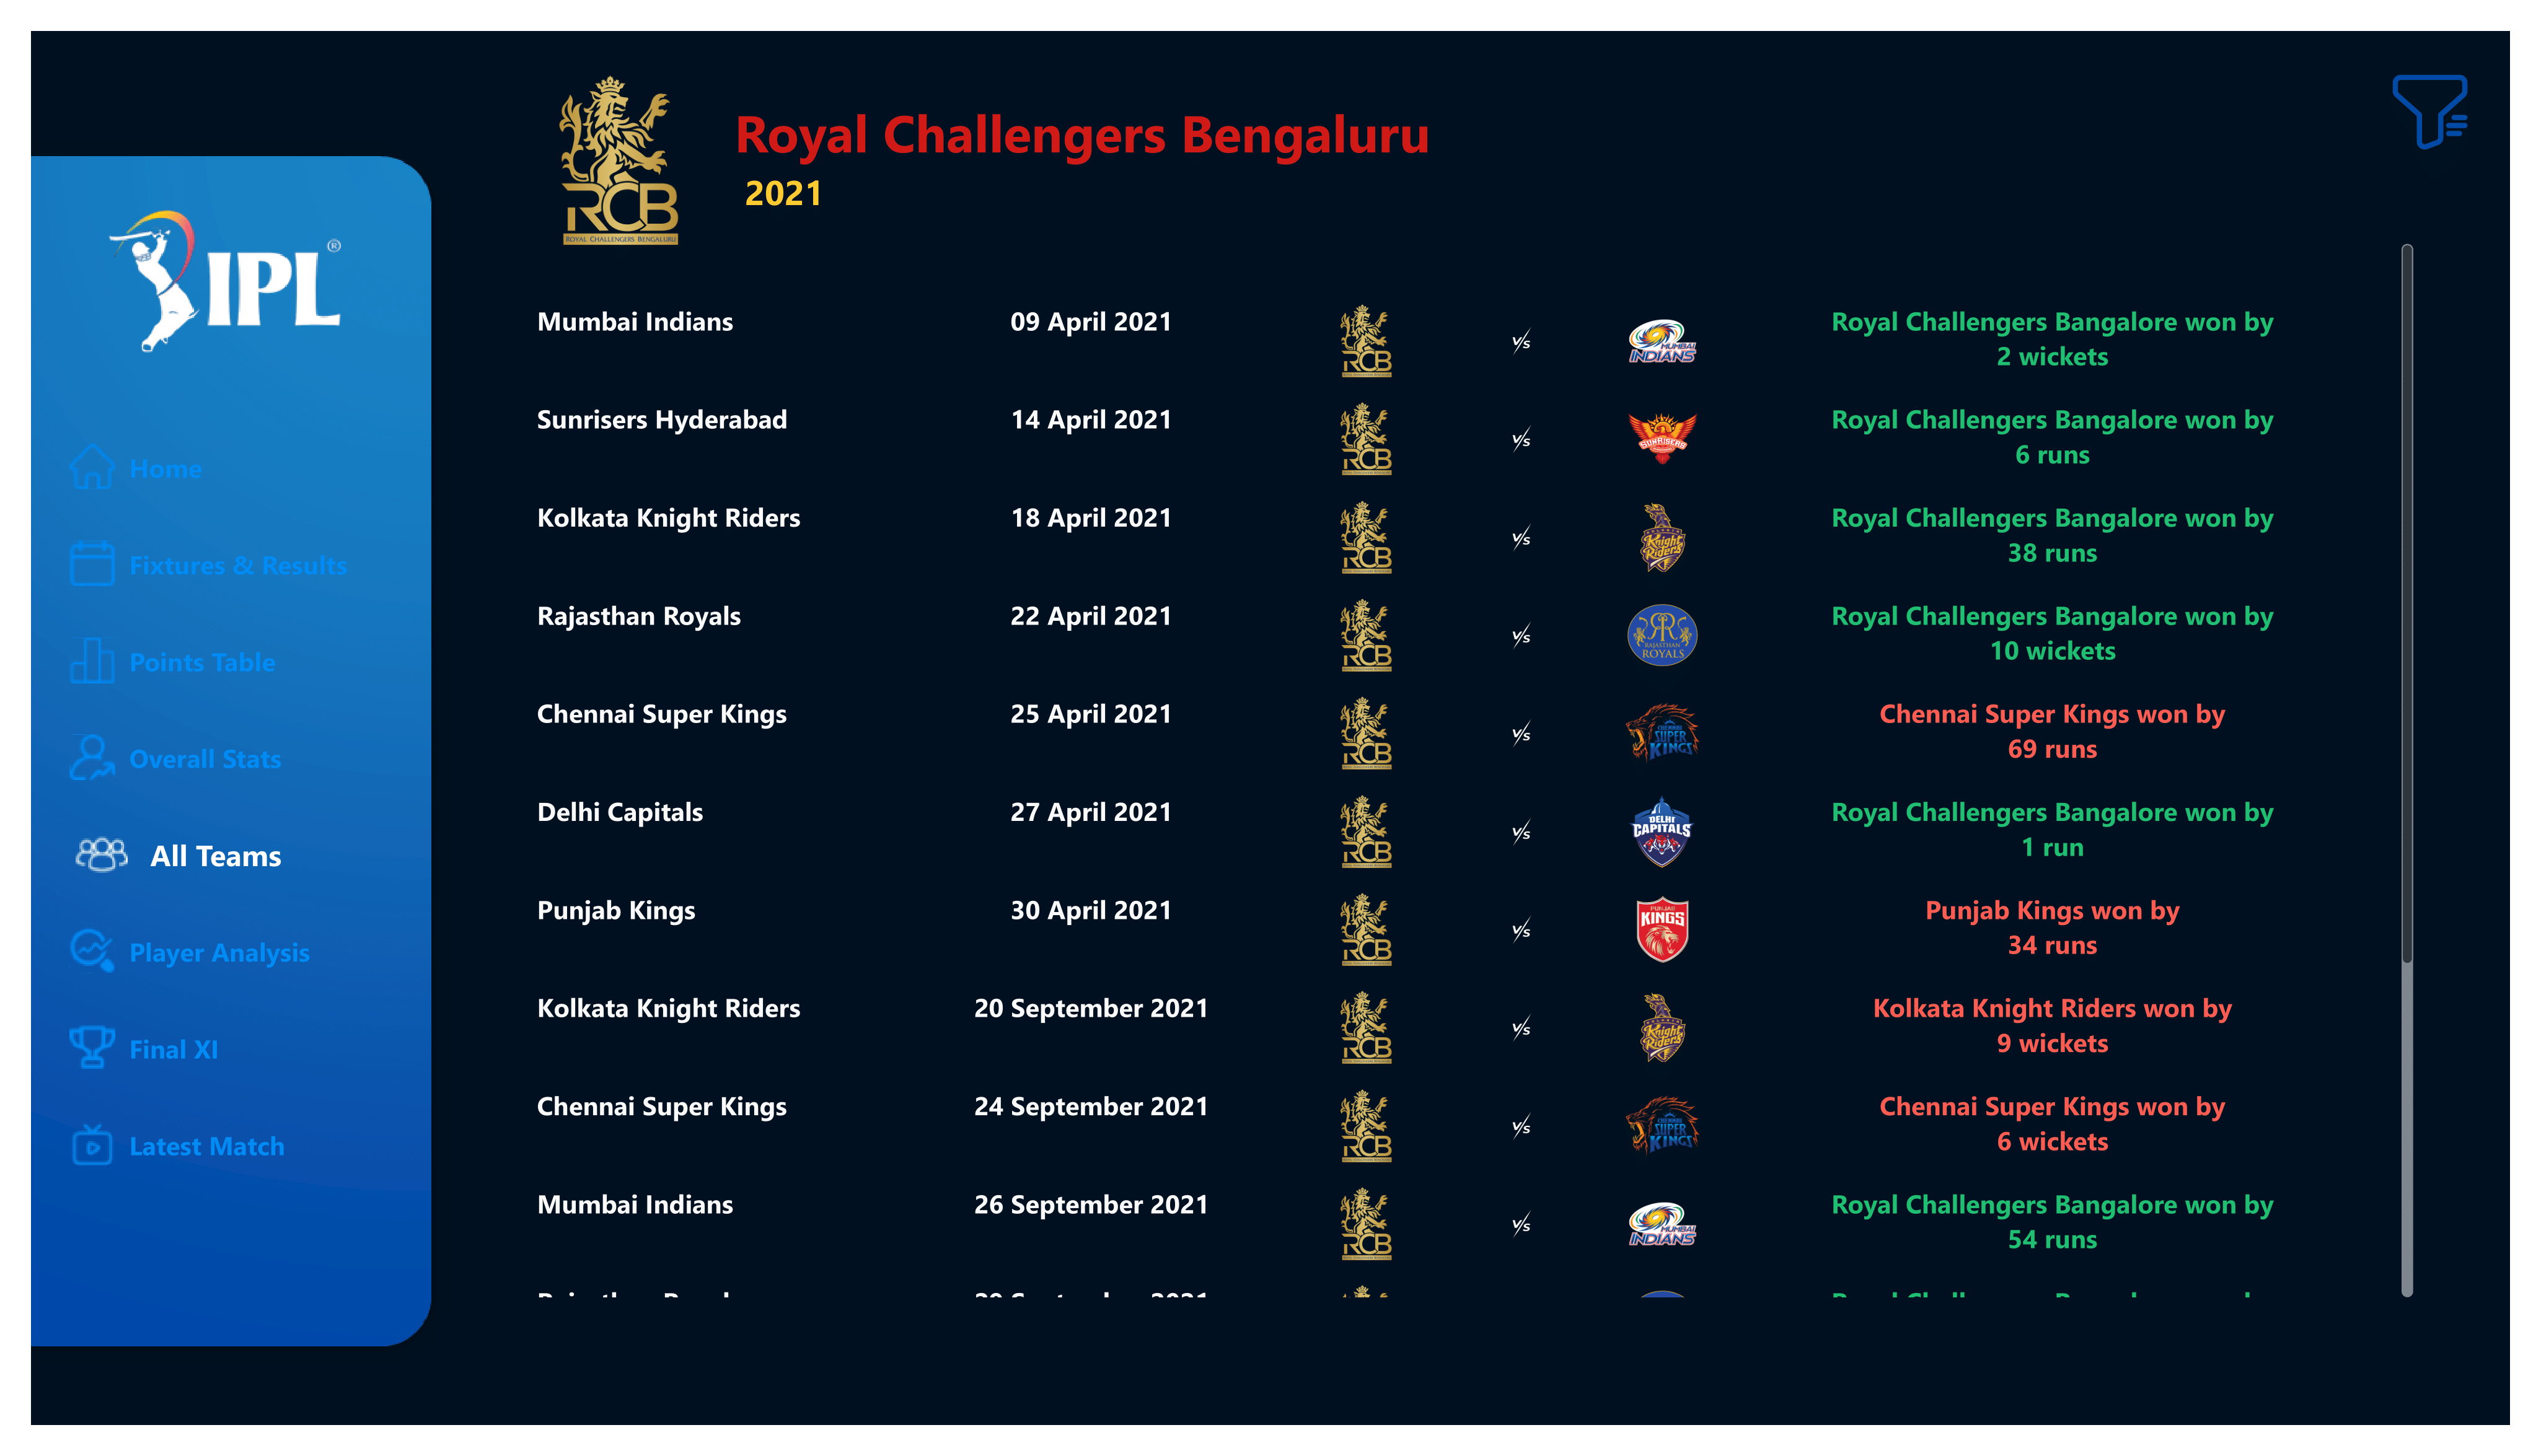 Royal Challengers Bengaluru
2021
RCB
ROYAL CHALLENGERS BENGALURU
IPL®
Home
Fixtures & Results
Points Table
Overall Stats
All Teams
Player Analysis
Final XI
Latest Match
Mumbai Indians 09 April 2021 RCB V/S MUMBAI INDIANS Royal Challengers Bangalore won by
2 wickets
Sunrisers Hyderabad 14 April 2021 RCB V/S SUNRISERS Royal Challengers Bangalore won by
6 runs
Kolkata Knight Riders 18 April 2021 RCB V/S Knight Riders Royal Challengers Bangalore won by
38 runs
Rajasthan Royals 22 April 2021 RCB V/S RAJASTHAN ROYALS Royal Challengers Bangalore won by
10 wickets
Chennai Super Kings 25 April 2021 RCB V/S CHENNAI SUPER KINGS Chennai Super Kings won by
69 runs
Delhi Capitals 27 April 2021 RCB V/S DELHI CAPITALS Royal Challengers Bangalore won by
1 run
Punjab Kings 30 April 2021 RCB V/S PUNJAB KINGS Punjab Kings won by
34 runs
Kolkata Knight Riders 20 September 2021 RCB V/S Knight Riders Kolkata Knight Riders won by
9 wickets
Chennai Super Kings 24 September 2021 RCB V/S CHENNAI SUPER KINGS Chennai Super Kings won by
6 wickets
Mumbai Indians 26 September 2021 RCB V/S MUMBAI INDIANS Royal Challengers Bangalore won by
54 runs